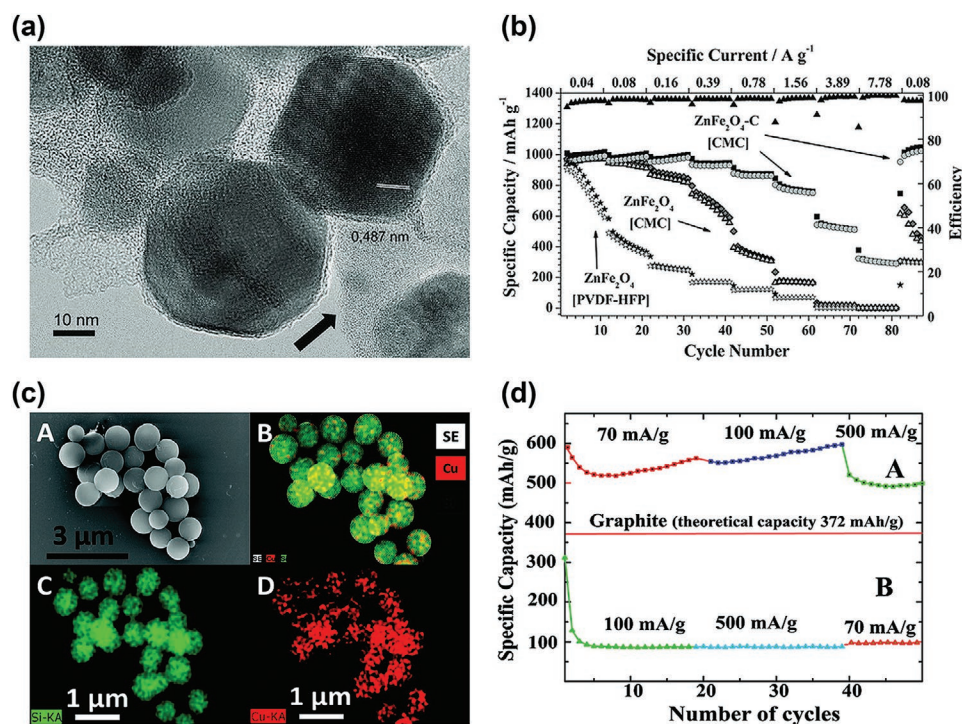 (a)
0.487 nm
10 nm
(b)
Specific Current / A g⁻¹
0.04 0.08 0.16 0.39 0.78 1.56 3.89 7.78 0.08
1400
1200
1000
800
600
400
200
0
Specific Capacity / mAh g⁻¹
ZnFe₂O₄-C
[CMC]
ZnFe₂O₄
[CMC]
ZnFe₂O₄
[PVDF-HFP]
100
80
60
40
20
0
Efficiency
0 10 20 30 40 50 60 70 80
Cycle Number
(c)
A
3 µm
B
SE
Cu
C
1 µm
Si-KA
D
1 µm
Cu-KA
(d)
600
500
400
300
200
100
Specific Capacity (mAh/g)
70 mA/g 100 mA/g 500 mA/g
A
Graphite (theoretical capacity 372 mAh/g)
B
100 mA/g 500 mA/g 70 mA/g
10 20 30 40 50
Number of cycles